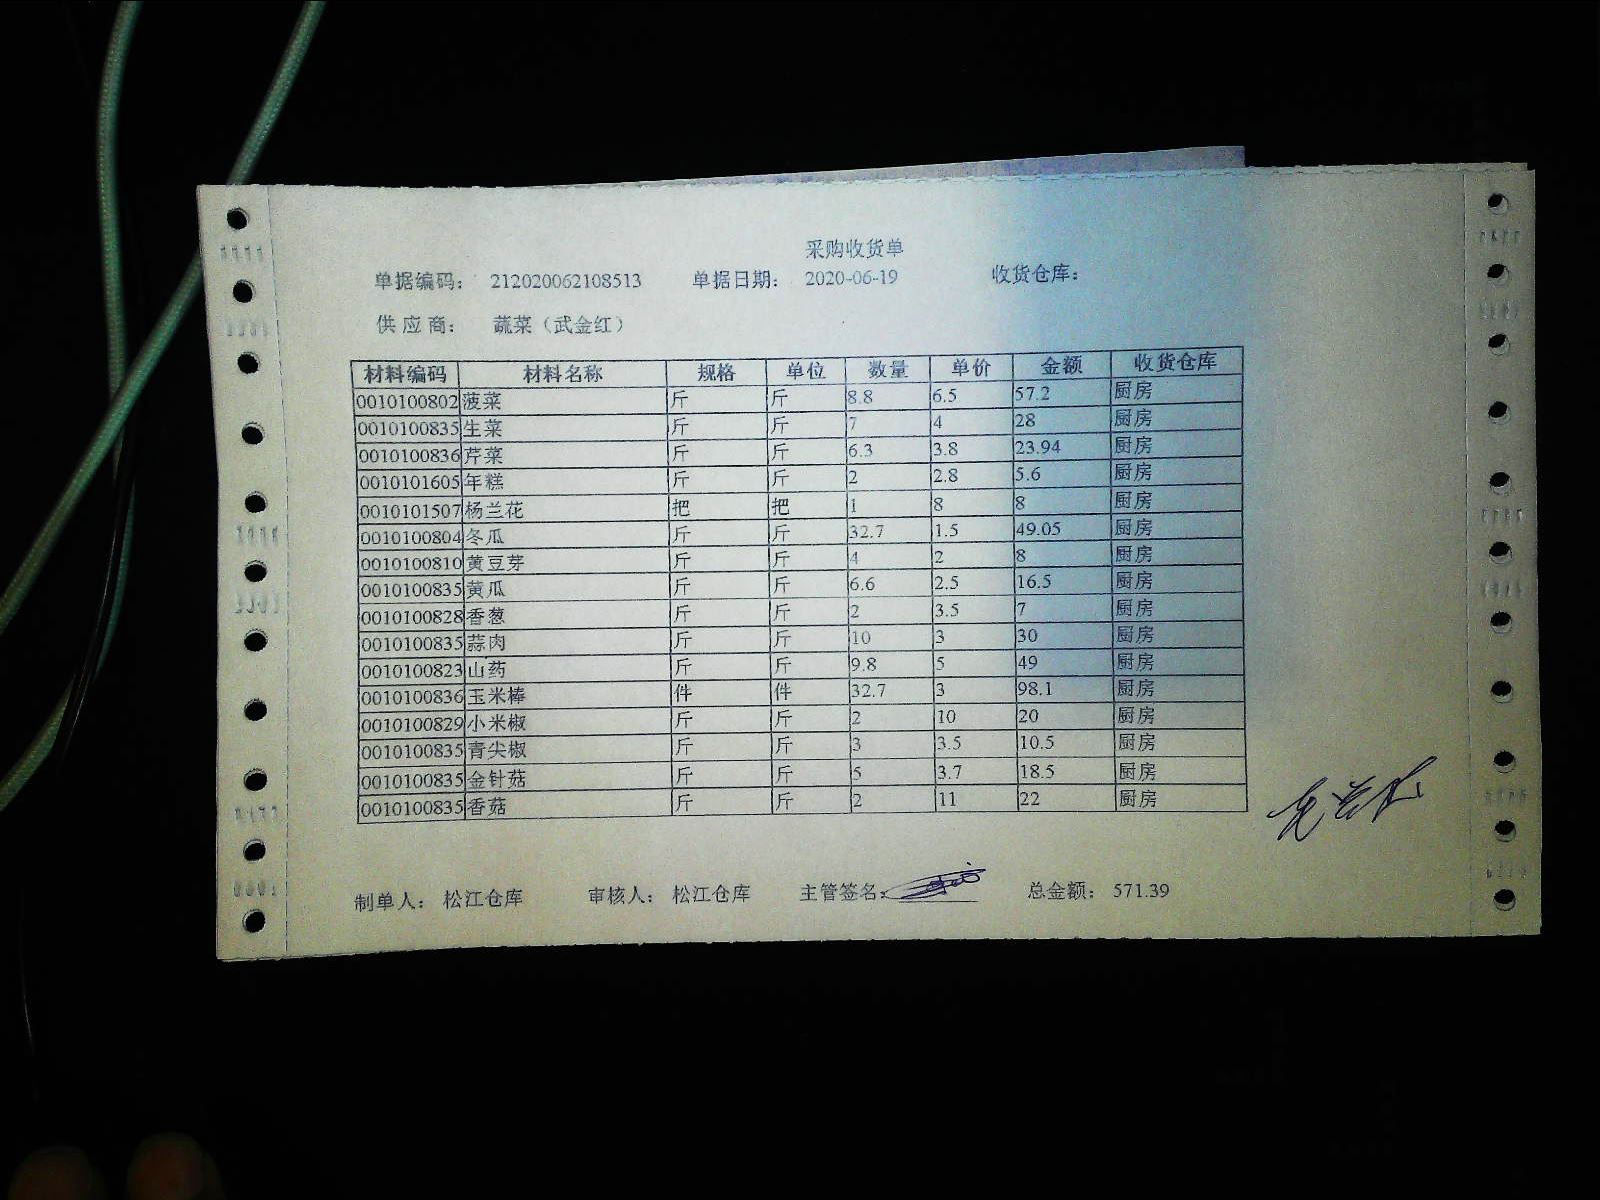 采购收货单
单据编码： 212020062108513 单据日期： 2020-06-19 收货仓库：
供 应 商： 蔬菜（武金红）
材料编码 材料名称 规格 单位 数量 单价 金额 收货仓库
0010100802 菠菜 斤 斤 8.8 6.5 57.2 厨房
0010100835 生菜 斤 斤 7 4 28 厨房
0010100836 芹菜 斤 斤 6.3 3.8 23.94 厨房
0010101605 年糕 斤 斤 2 2.8 5.6 厨房
0010101507 杨兰花 把 把 1 8 8 厨房
0010100804 冬瓜 斤 斤 32.7 1.5 49.05 厨房
0010100810 黄豆芽 斤 斤 4 2 8 厨房
0010100835 黄瓜 斤 斤 6.6 2.5 16.5 厨房
0010100828 香葱 斤 斤 2 3.5 7 厨房
0010100835 蒜肉 斤 斤 10 3 30 厨房
0010100823 山药 斤 斤 9.8 5 49 厨房
0010100836 玉米棒 件 件 32.7 3 98.1 厨房
0010100829 小米椒 斤 斤 2 10 20 厨房
0010100835 青尖椒 斤 斤 3 3.5 10.5 厨房
0010100835 金针菇 斤 斤 5 3.7 18.5 厨房
0010100835 香菇 斤 斤 2 11 22 厨房
制单人： 松江仓库 审核人： 松江仓库 主管签名： 总金额： 571.39